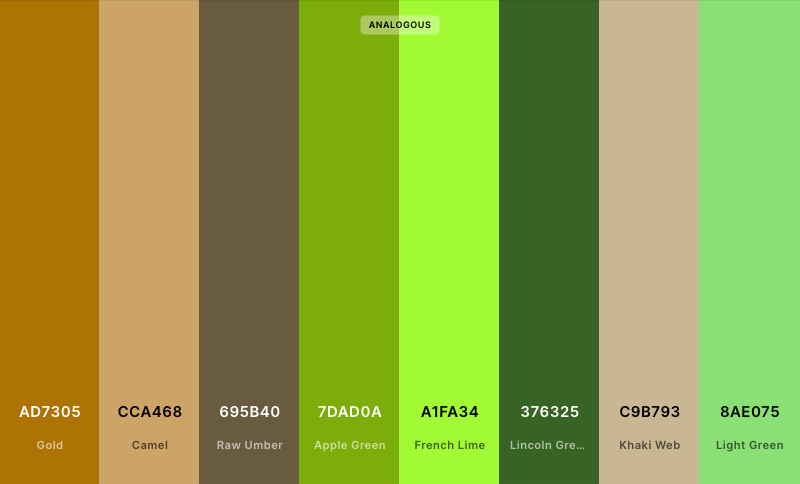 ANALOGOUS
AD7305
CCA468
695B40
7DAD0A
A1FA34
376325
C9B793
8AE075
Gold
Camel
Raw Umber
Apple Green
French Lime
Lincoln Gre...
Khaki Web
Light Green